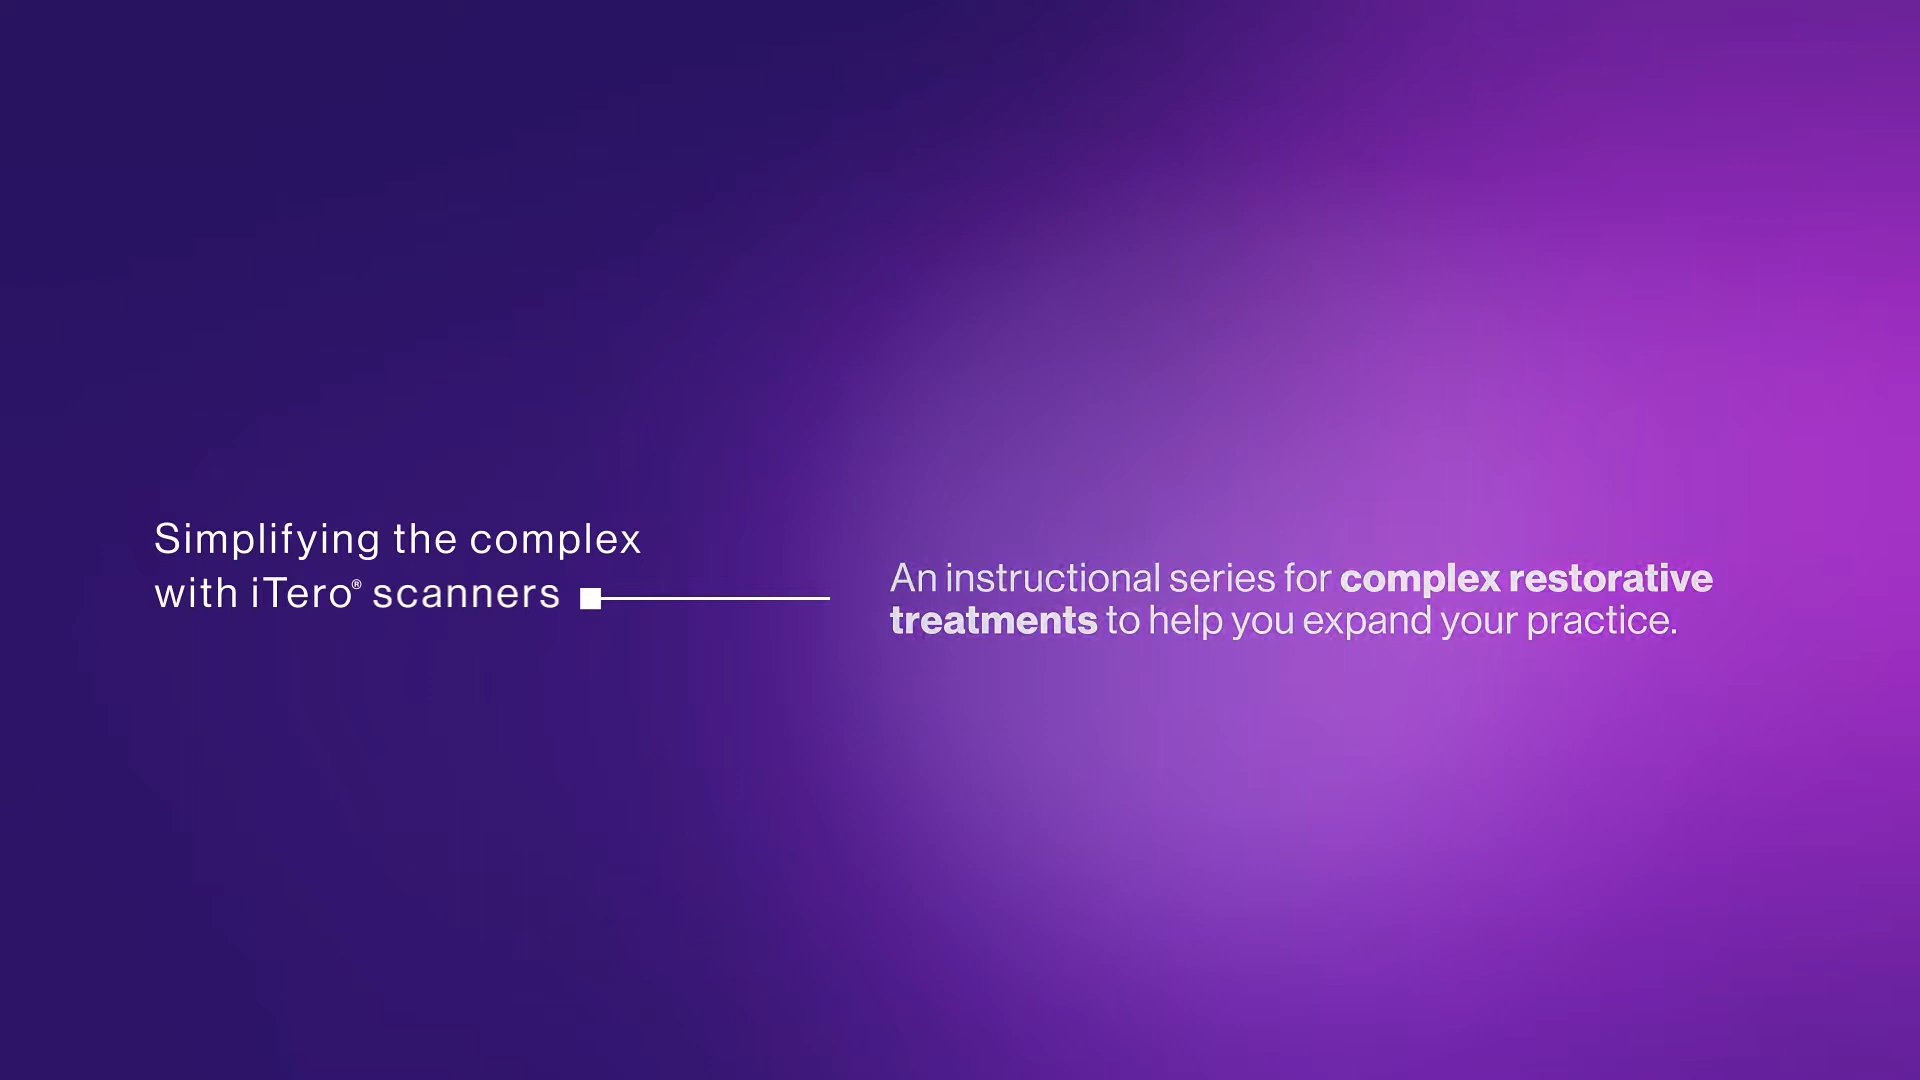 Simplifying the complex
with iTero® scanners
An instructional series for complex restorative
treatments to help you expand your practice.